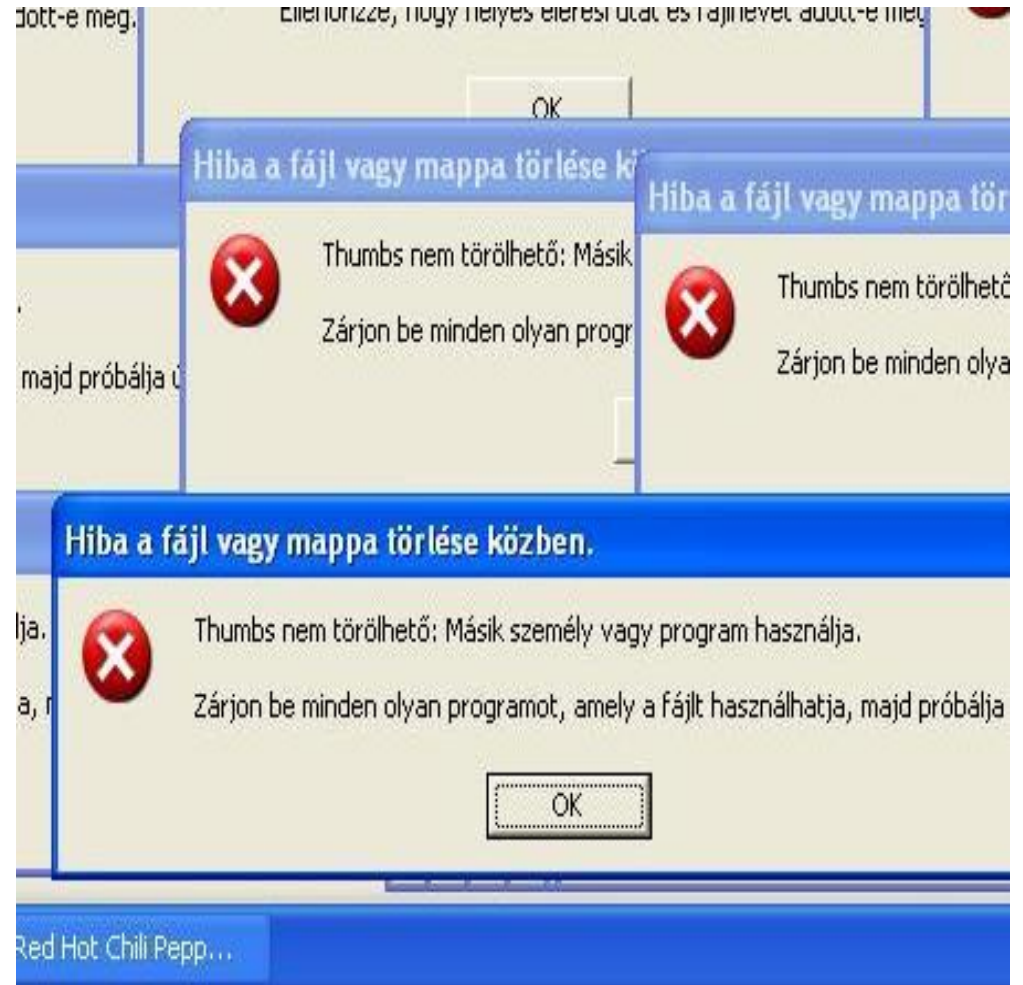 dott-e meg.
Ellenőrizze, hogy helyes elérési utat és fájlnevet adott-e meg
OK
Hiba a fájl vagy mappa törlése kö
Hiba a fájl vagy mappa tör
Thumbs nem törölhető: Másik
Zárjon be minden olyan progr
Thumbs nem törölhető
Zárjon be minden olya
majd próbálja ú
Hiba a fájl vagy mappa törlése közben.
lja.
a,
Thumbs nem törölhető: Másik személy vagy program használja.
Zárjon be minden olyan programot, amely a fájlt használhatja, majd próbálja
OK
Red Hot Chili Pepp...